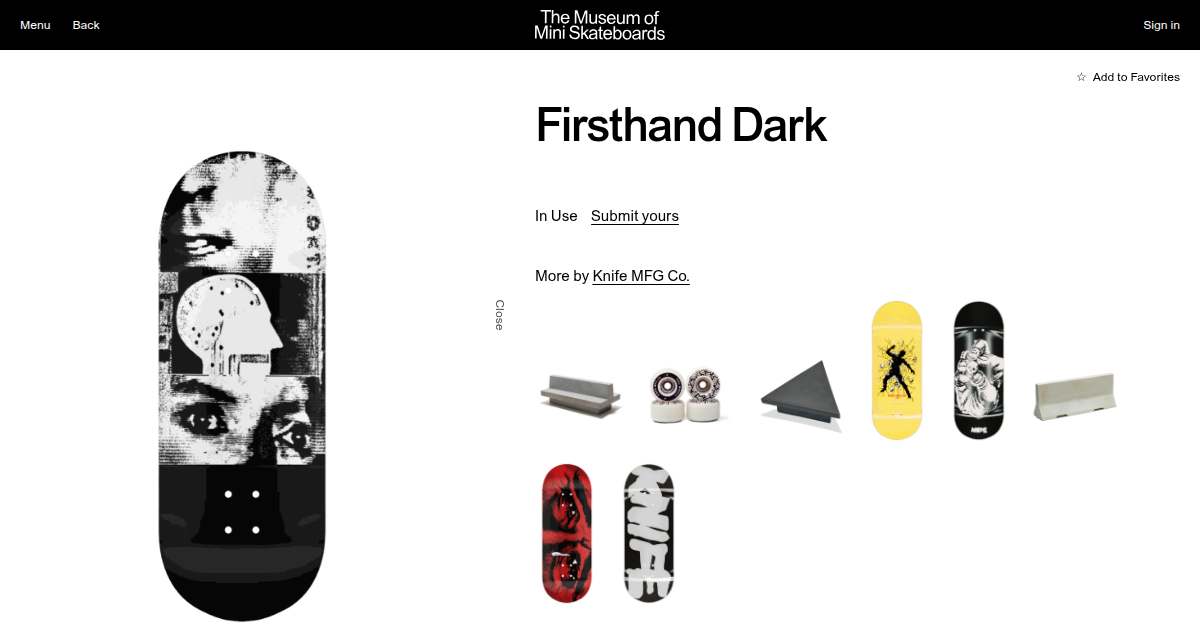 Menu
Back
The Museum of
Mini Skateboards
Sign in
☆ Add to Favorites
Firsthand Dark
In Use Submit yours
More by Knife MFG Co.
Close
KNIFE